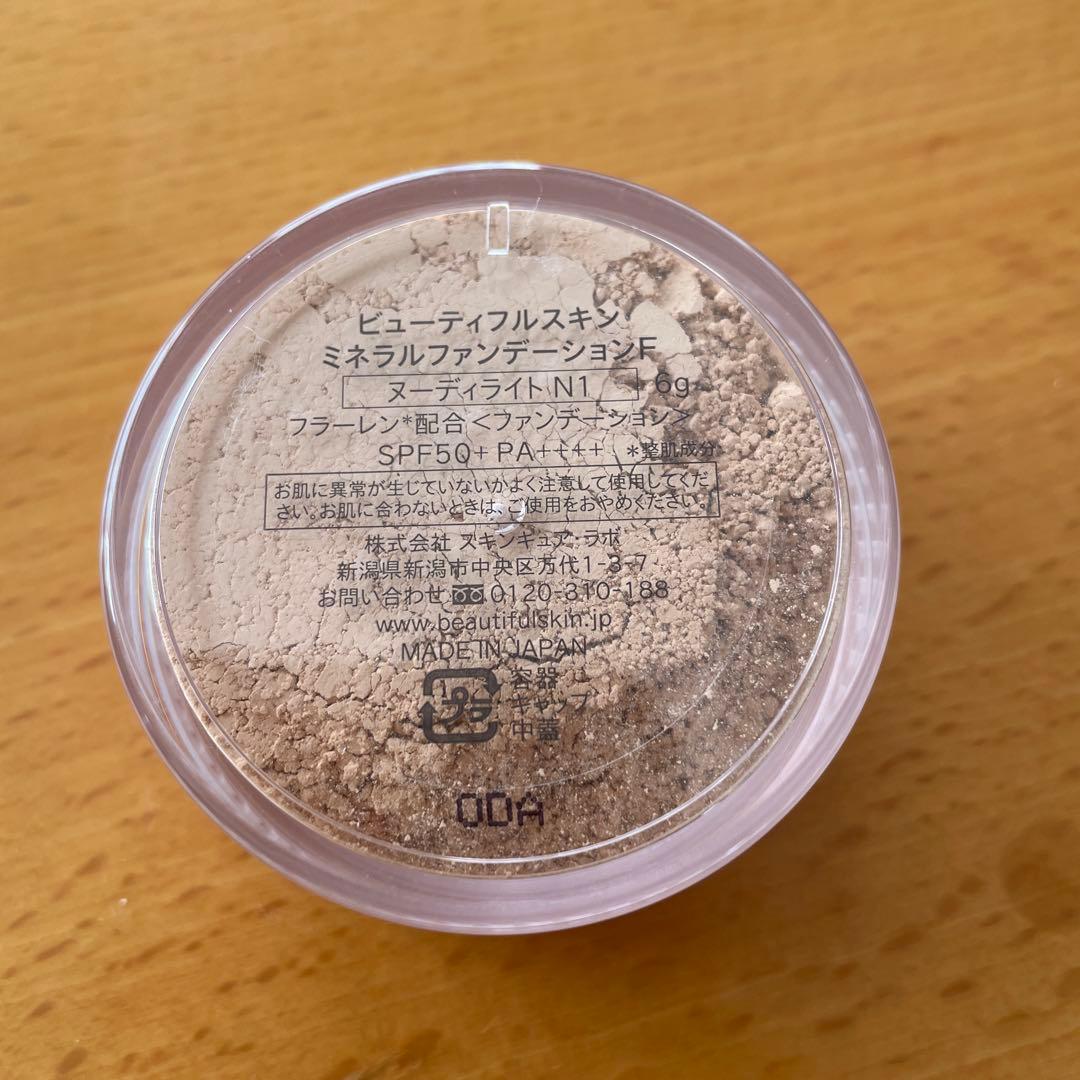 ビューティフルスキン
ミネラルファンデーションF
ヌーディライト N1 6g
フラーレン*配合<ファンデーション>
SPF50+ PA++++ *整肌成分
お肌に異常が生じていないかよく注意して使用してくだ
さい。お肌に合わないときは、ご使用をおやめください。
株式会社 スキンキュア・ラボ
新潟県新潟市中央区万代1-3-7
お問い合わせ 0120-310-188
www.beautifulskin.jp
MADE IN JAPAN
プラ 容器
キャップ
中蓋
ODA